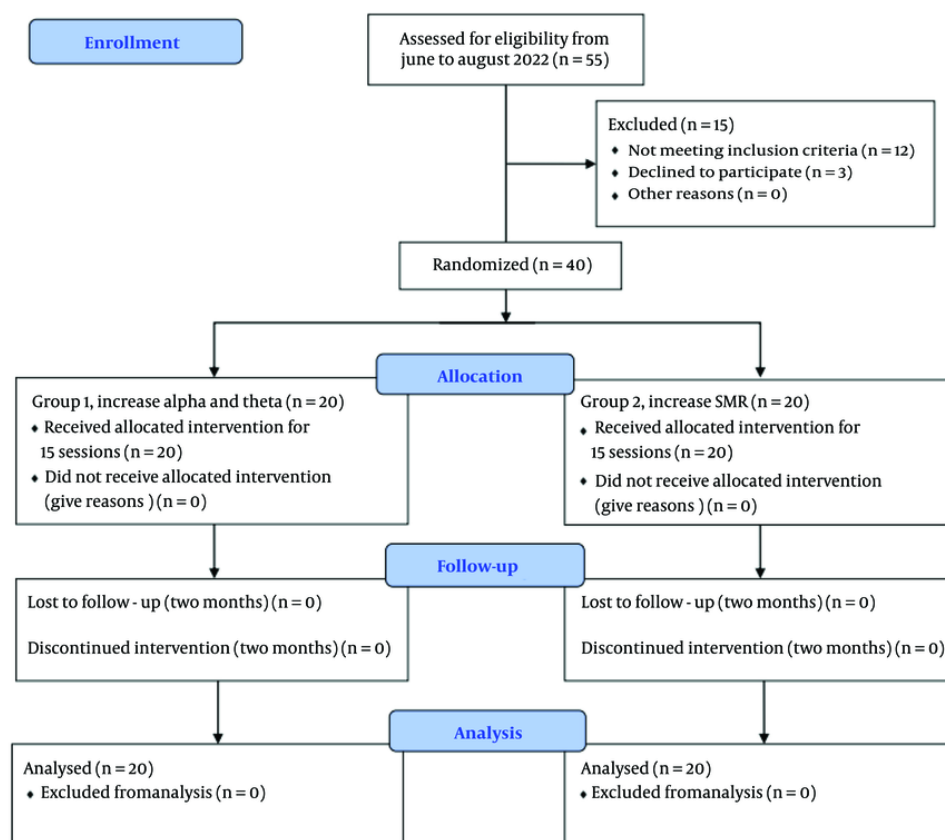 Enrollment
Assessed for eligibility from
june to august 2022 (n = 55)
Excluded (n = 15)
♦ Not meeting inclusion criteria (n = 12)
♦ Declined to participate (n = 3)
♦ Other reasons (n = 0)
Randomized (n = 40)
Allocation
Group 1, increase alpha and theta (n = 20)
♦ Received allocated intervention for
15 sessions (n = 20)
♦ Did not receive allocated intervention
(give reasons ) (n = 0)
Group 2, increase SMR (n = 20)
♦ Received allocated intervention for
15 sessions (n = 20)
♦ Did not receive allocated intervention
(give reasons ) (n = 0)
Follow-up
Lost to follow - up (two months) (n = 0)
Discontinued intervention (two months) (n = 0)
Lost to follow - up (two months) (n = 0)
Discontinued intervention (two months) (n = 0)
Analysis
Analysed (n = 20)
♦ Excluded fromanalysis (n = 0)
Analysed (n = 20)
♦ Excluded fromanalysis (n = 0)